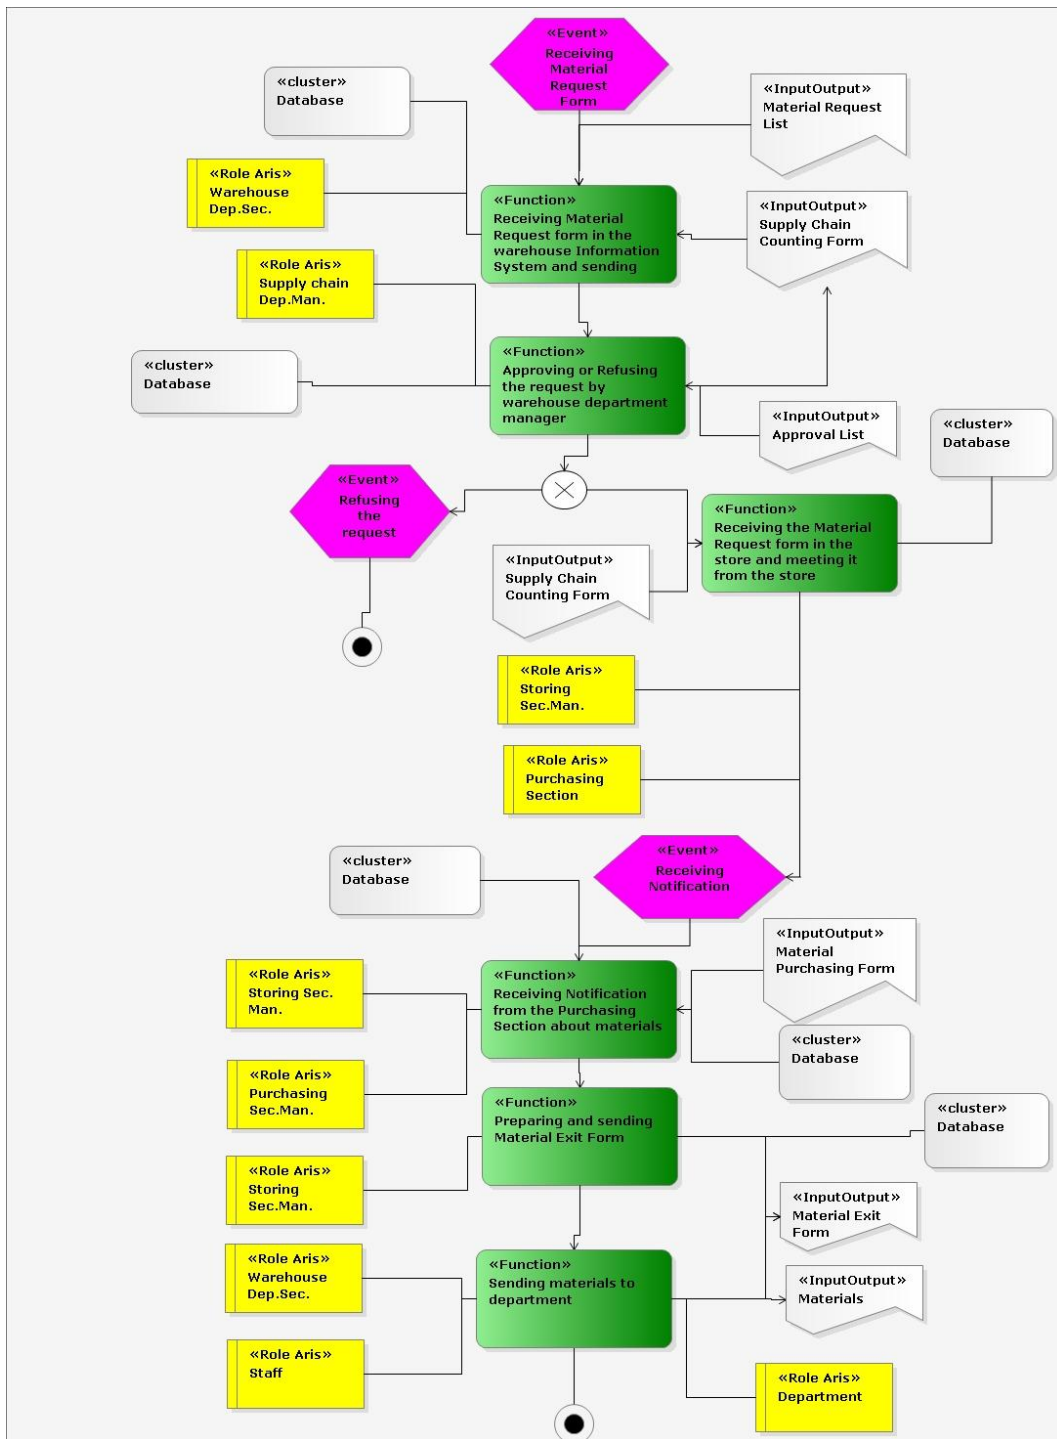 «Event»
Receiving
Material
Request
Form
«cluster»
Database
«InputOutput»
Material Request
List
«Role Aris»
Warehouse
Dep.Sec.
«Function»
Receiving Material
Request form in the
warehouse Information
System and sending
«InputOutput»
Supply Chain
Counting Form
«Role Aris»
Supply chain
Dep.Man.
«Function»
Approving or Refusing
the request by
warehouse department
manager
«cluster»
Database
«InputOutput»
Approval List
«cluster»
Database
«Event»
Refusing
the
request
«Function»
Receiving the Material
Request form in the
store and meeting it
from the store
«InputOutput»
Supply Chain
Counting Form
«Role Aris»
Storing
Sec.Man.
«Role Aris»
Purchasing
Section
«Event»
Receiving
Notification
«cluster»
Database
«InputOutput»
Material
Purchasing Form
«Role Aris»
Storing Sec.
Man.
«Function»
Receiving Notification
from the Purchasing
Section about materials
«cluster»
Database
«Role Aris»
Purchasing
Sec.Man.
«Function»
Preparing and sending
Material Exit Form
«cluster»
Database
«Role Aris»
Storing
Sec.Man.
«InputOutput»
Material Exit
Form
«Role Aris»
Warehouse
Dep.Sec.
«Function»
Sending materials to
department
«InputOutput»
Materials
«Role Aris»
Staff
«Role Aris»
Department